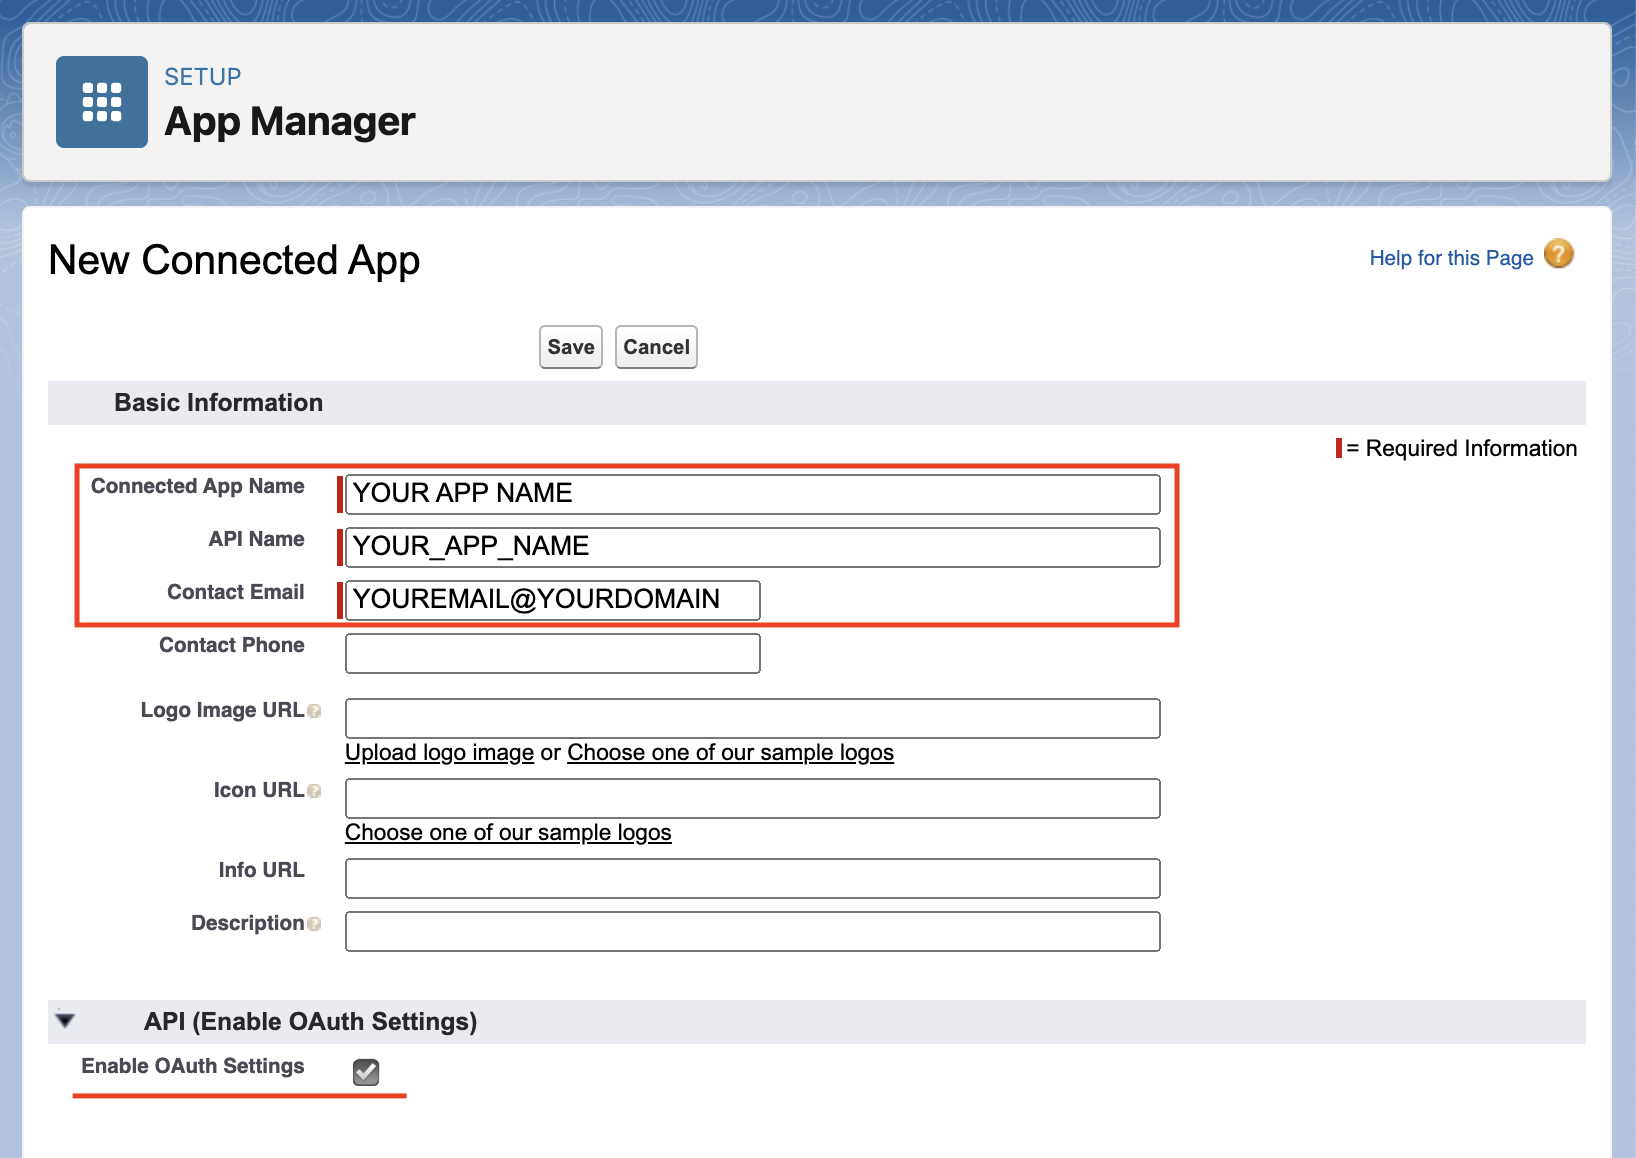 SETUP
App Manager
New Connected App
Help for this Page ?
Save Cancel
Basic Information
= Required Information
Connected App Name YOUR APP NAME
API Name YOUR_APP_NAME
Contact Email YOUREMAIL@YOURDOMAIN
Contact Phone
Logo Image URL ?
Upload logo image or Choose one of our sample logos
Icon URL ?
Choose one of our sample logos
Info URL
Description ?
API (Enable OAuth Settings)
Enable OAuth Settings